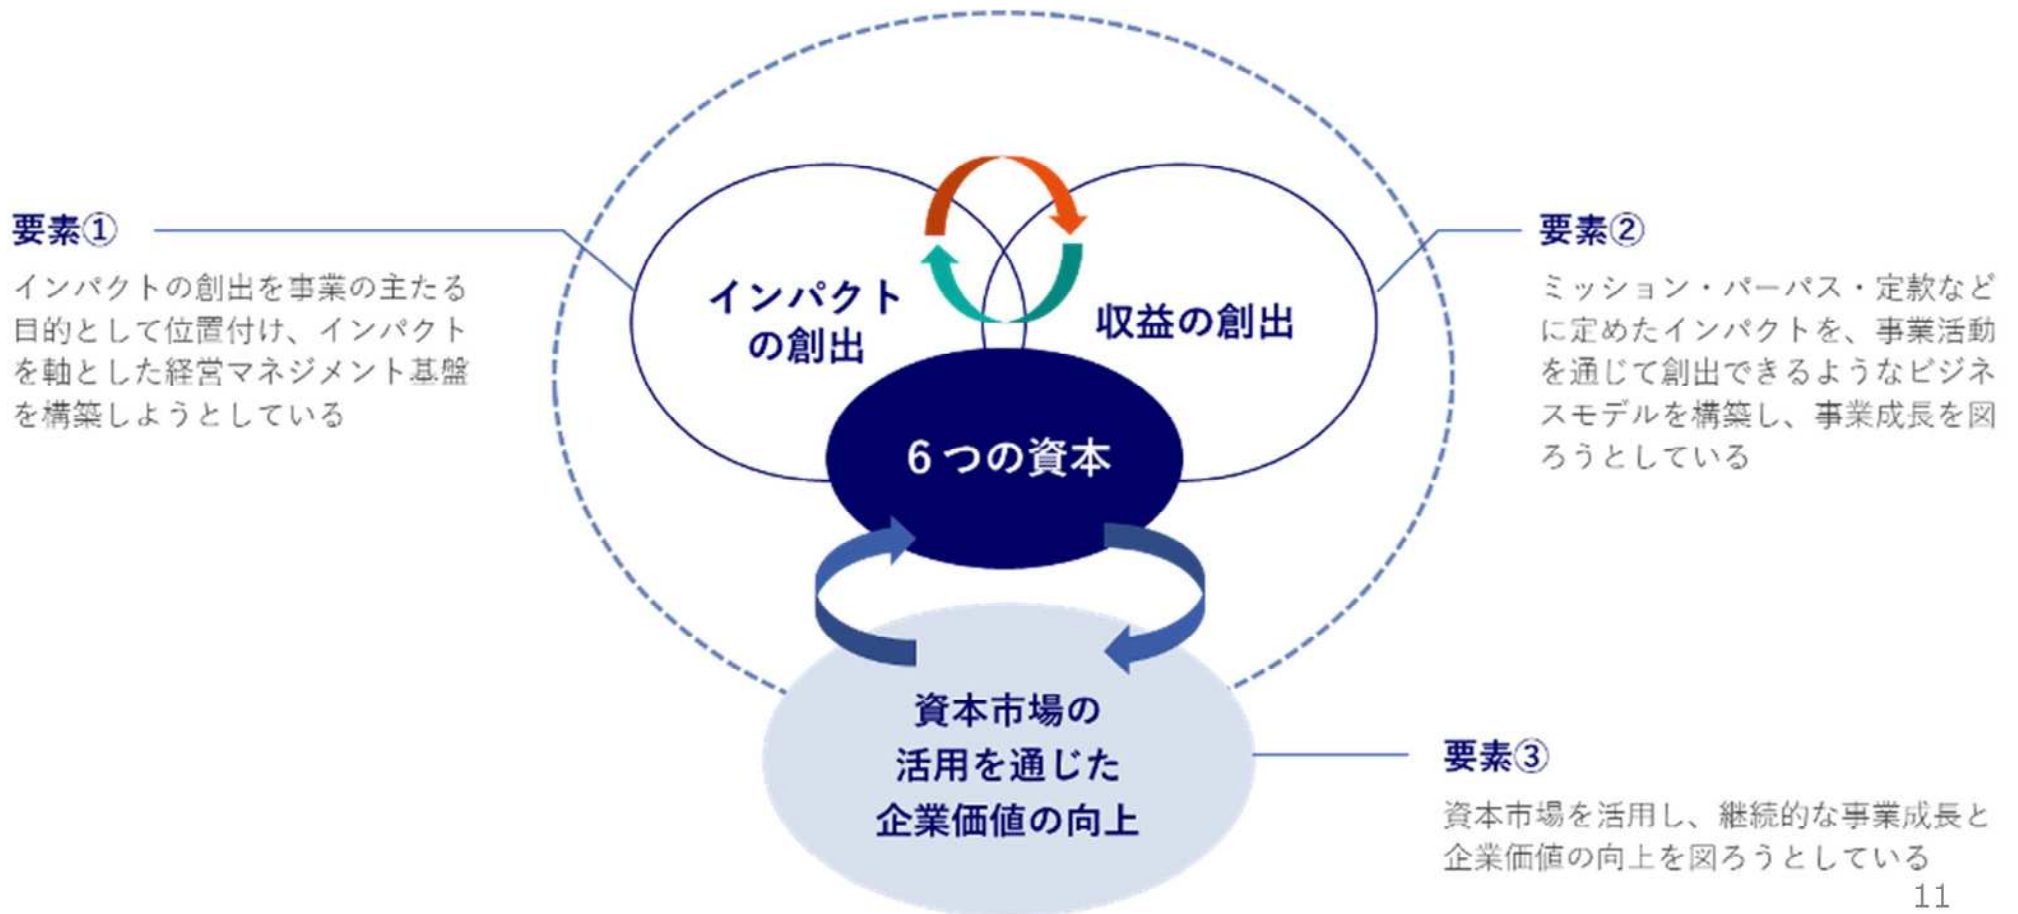 要素①
インパクトの創出を事業の主たる
目的として位置付け、インパクト
を軸とした経営マネジメント基盤
を構築しようとしている
インパクト
の創出
収益の創出
6つの資本
要素②
ミッション・パーパス・定款など
に定めたインパクトを、事業活動
を通じて創出できるようなビジネ
スモデルを構築し、事業成長を図
ろうとしている
資本市場の
活用を通じた
企業価値の向上
要素③
資本市場を活用し、継続的な事業成長と
企業価値の向上を図ろうとしている
11